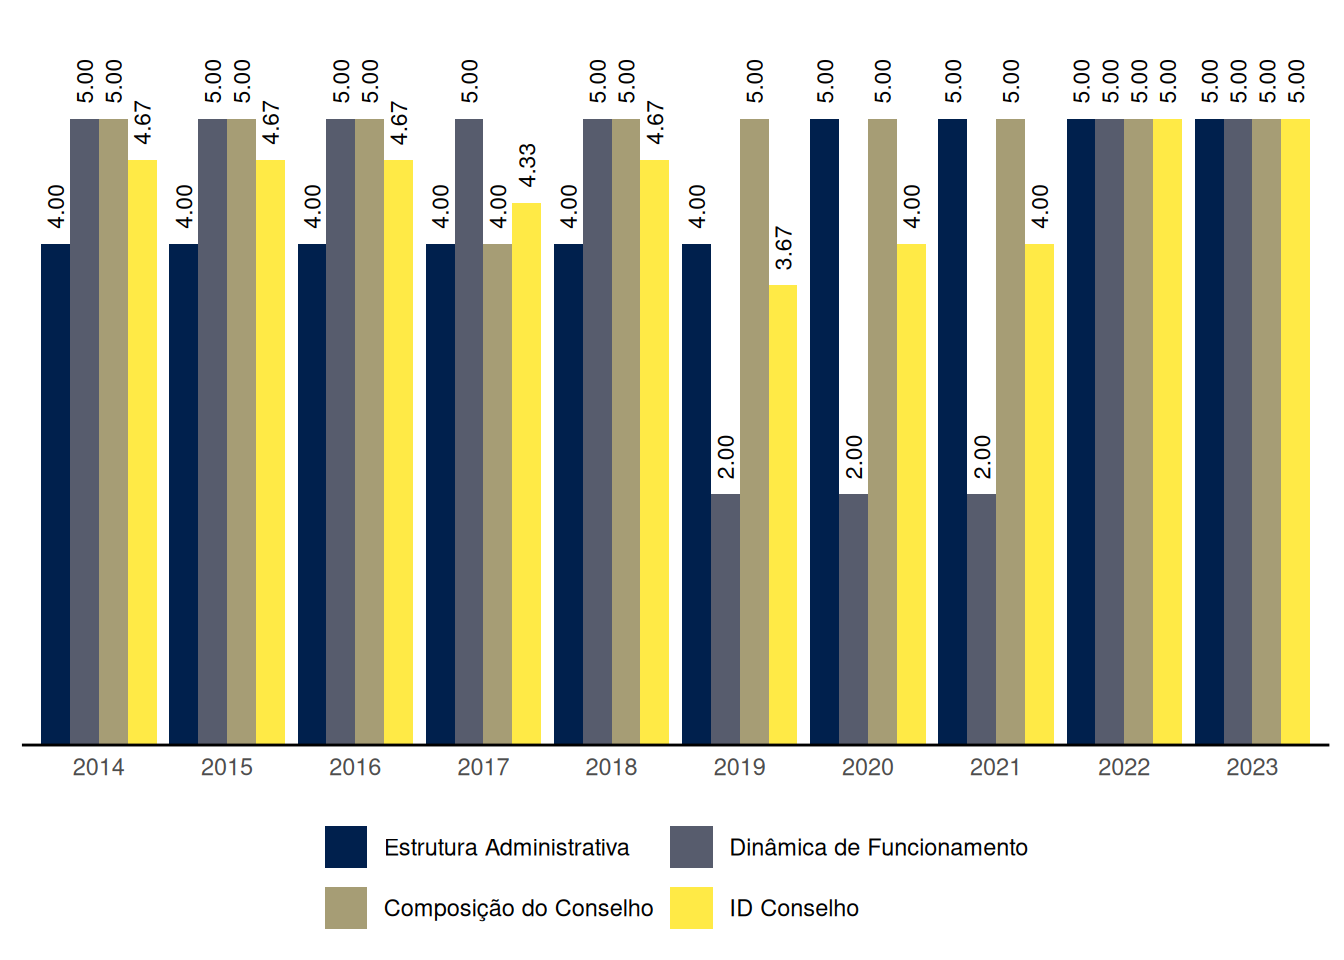 4.00 5.00 5.00 4.67 4.00 5.00 5.00 4.67 4.00 5.00 5.00 4.67 4.00 5.00 4.00 4.33 4.00 5.00 5.00 4.67 4.00 2.00 5.00 3.67 5.00 2.00 5.00 4.00 5.00 2.00 5.00 4.00 5.00 5.00 5.00 5.00 5.00 5.00 5.00 5.00
2014 2015 2016 2017 2018 2019 2020 2021 2022 2023
Estrutura Administrativa Dinâmica de Funcionamento
Composição do Conselho ID Conselho